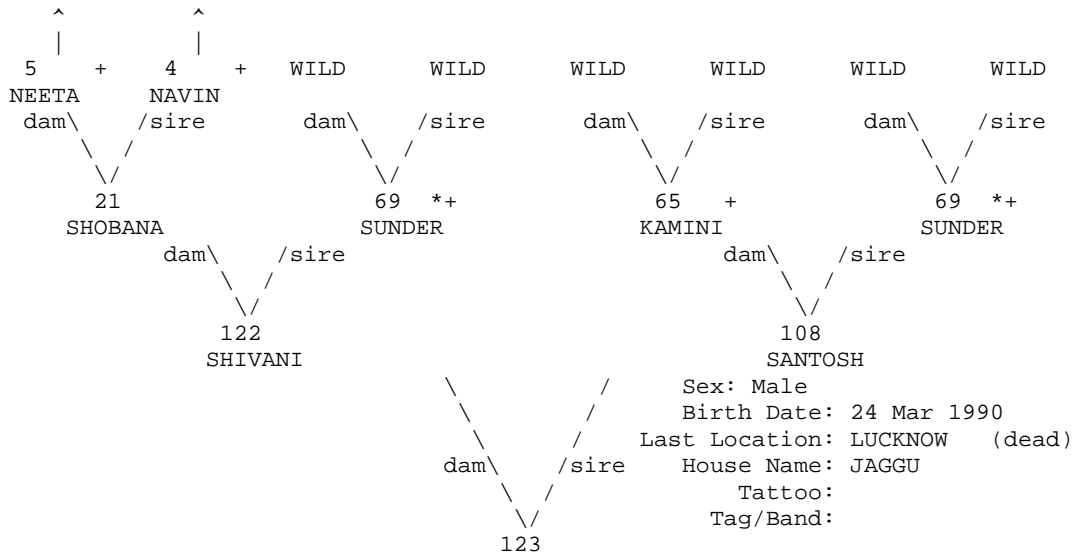 ^ ^
| |
5 + 4 + WILD WILD WILD WILD WILD WILD
NEETA NAVIN
dam\ /sire dam\ /sire dam\ /sire dam\ /sire
\ / \ / \ / \ /
\/ \/ \/ \/
21 69 *+ 65 + 69 *+
SHOBANA SUNDER KAMINI SUNDER
dam\ /sire dam\ /sire
\ / \ /
\/ \/
122 108
SHIVANI SANTOSH
\ / Sex: Male
\ / Birth Date: 24 Mar 1990
\ / Last Location: LUCKNOW (dead)
dam\ /sire House Name: JAGGU
\ / Tattoo:
\/ Tag/Band:
123